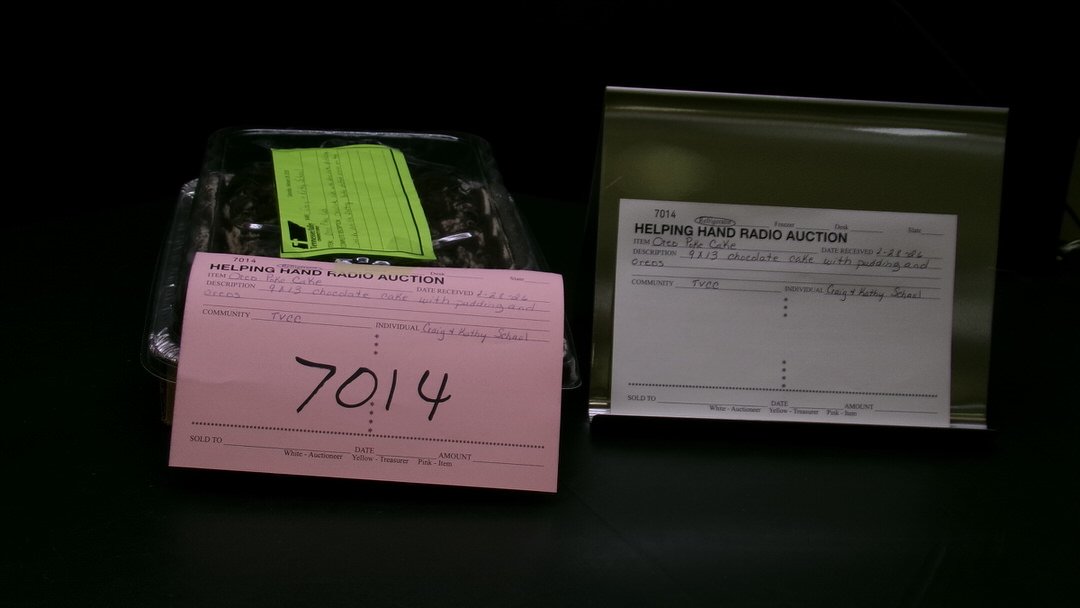 7014
HELPING HAND RADIO AUCTION
ITEM Oreo Poke Cake DATE RECEIVED 2-28-26
DESCRIPTION 9x13 chocolate cake with pudding and
oreos
COMMUNITY TVCC INDIVIDUAL Craig & Kathy School
7014
SOLD TO DATE AMOUNT
White - Auctioneer Yellow - Treasurer Pink - Item
7014 Refrigerator Freezer Desk State
HELPING HAND RADIO AUCTION
ITEM Oreo Poke Cake DATE RECEIVED 2-28-26
DESCRIPTION 9x13 chocolate cake with pudding and
oreos
COMMUNITY TVCC INDIVIDUAL Craig & Kathy School
SOLD TO DATE AMOUNT
White - Auctioneer Yellow - Treasurer Pink - Item